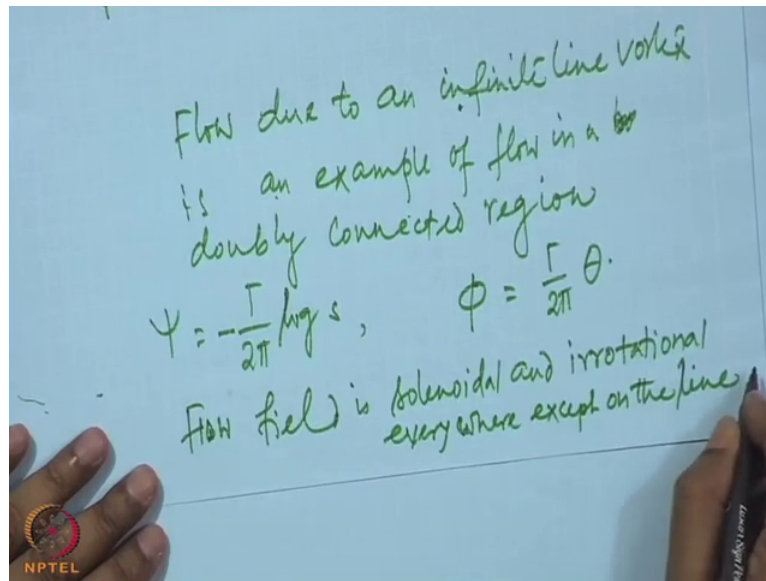 Flow due to an infinite line vortex
is an example of flow in a
doubly connected region
ψ = - Γ/2π log s, φ = Γ/2π θ.
Flow field is solenoidal and irrotational
everywhere except on the line
NPTEL